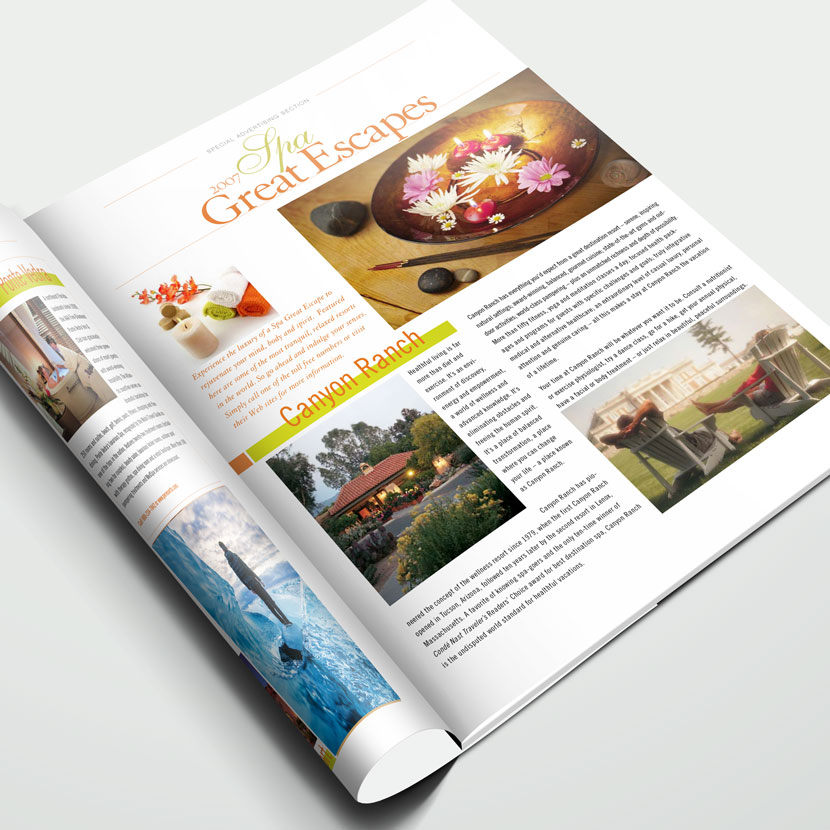 SPECIAL ADVERTISING SECTION
2007 Spa
Great Escapes
Experience the luxury of a Spa Great Escape to
rejuvenate your mind, body and spirit. Featured
here are some of the most tranquil, relaxed resorts
in the world. So go ahead and indulge your senses.
Simply call one of the toll free numbers or visit
their Web sites for more information.
Canyon Ranch
Healthful living is far
more than diet and
exercise. It's an envi-
ronment of discovery,
energy and empowerment
a world of wellness and
advanced knowledge. It's
eliminating obstacles and
freeing the human spirit.
It's a place of balanced
transformation, a place
where you can change
your life – a place known
as Canyon Ranch.
Canyon Ranch has pio-
neered the concept of the wellness resort since 1979, when the first Canyon Ranch
opened in Tucson, Arizona, followed ten years later by the second resort in Lenox,
Massachusetts. A favorite of knowing spa-goers and the only ten-time winner of
Condé Nast Traveler's Readers' Choice award for best destination spa, Canyon Ranch
is the undisputed world standard for healthful vacations.
Canyon Ranch has everything you'd expect from a great destination resort – serene, inspiring
natural settings, award-winning, balanced, gourmet cuisine, state-of-the-art gyms and out-
door activities, world-class pampering – plus an unmatched richness and depth of possibility.
More than fifty fitness, yoga and meditation classes a day, focused health pack-
ages and programs for guests with specific challenges and goals, truly integrative
medical and alternative healthcare, an extraordinary level of casual luxury, personal
attention and genuine caring – all this makes a stay at Canyon Ranch the vacation
of a lifetime.
Your time at Canyon Ranch will be whatever you want it to be. Consult a nutritionist
or exercise physiologist, try a dance class, go for a hike, get your annual physical,
have a facial or body treatment – or just relax in beautiful, peaceful surroundings.